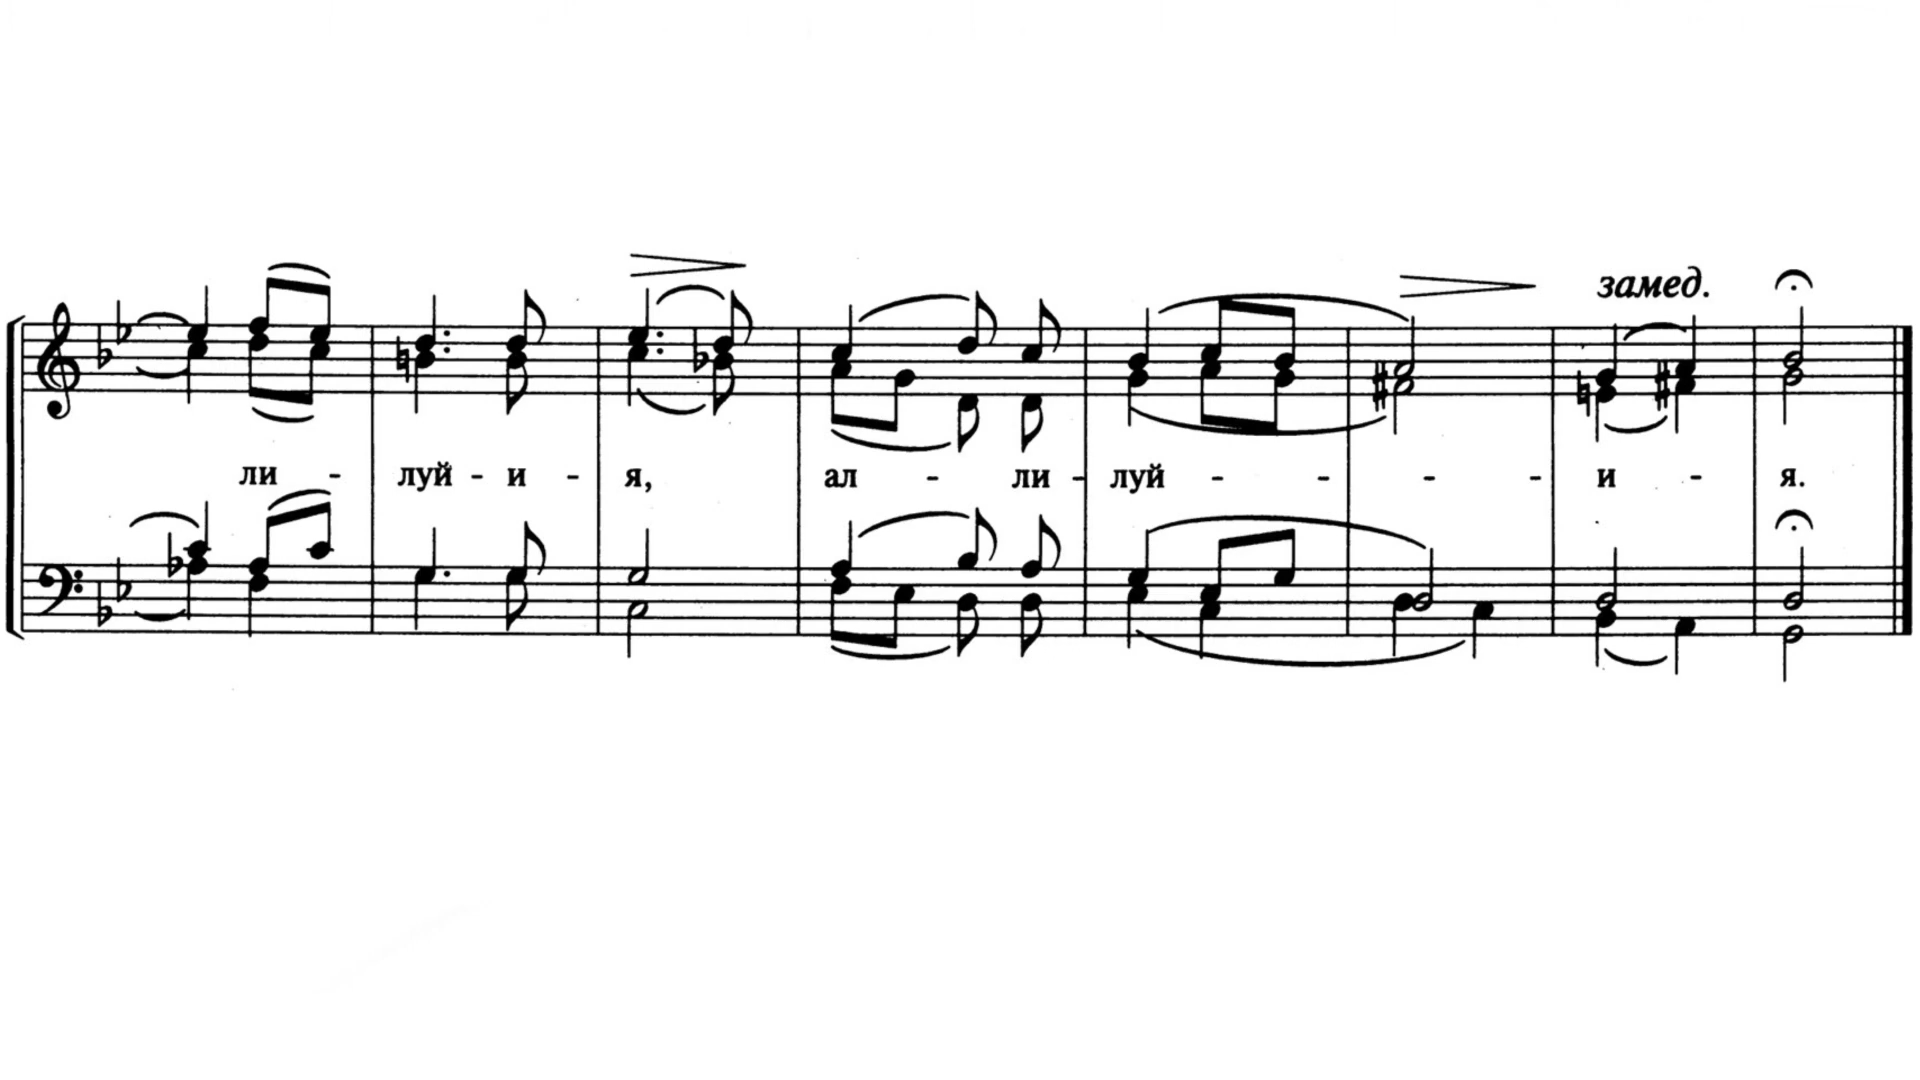 замед.
ли - луй - и - я, ал - ли - луй - - - - и - я.